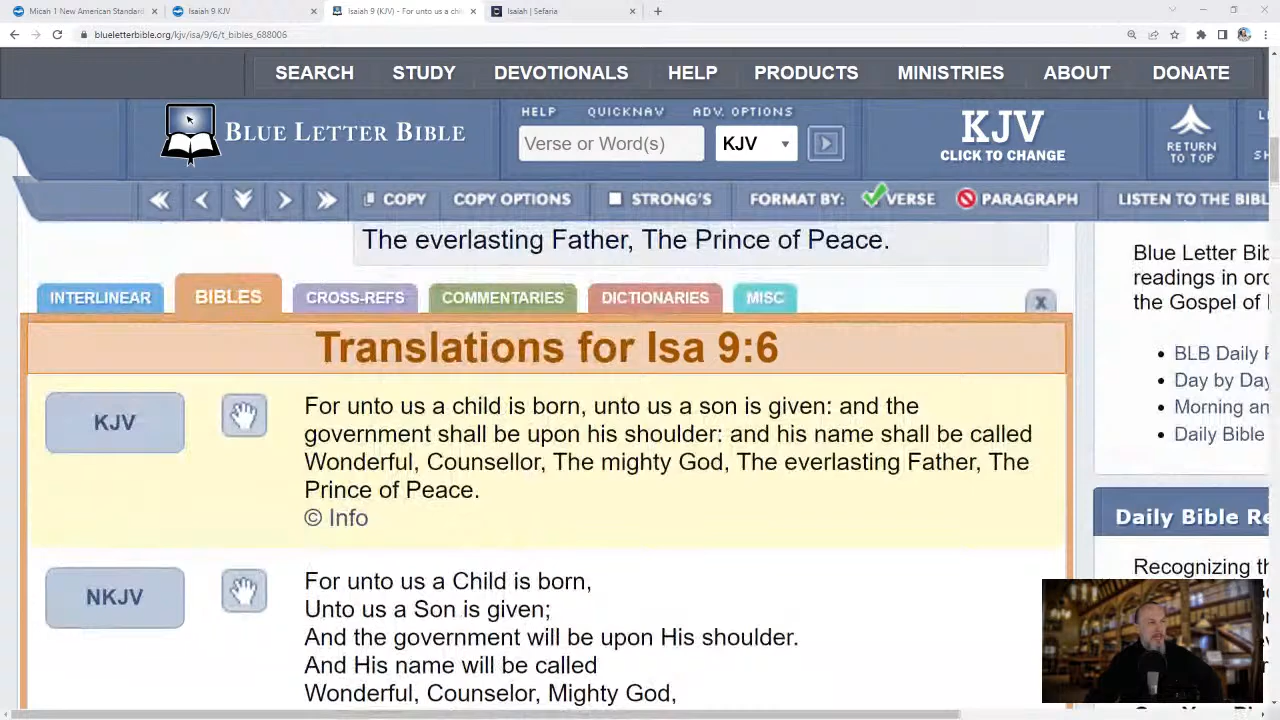 Micah 1 New American Standard
Isaiah 9 KJV
Isaiah 9 (KJV) - For unto us a chi
Isaiah | Sefaria
blueletterbible.org/kjv/isa/9/6/t_bibles_688006
SEARCH STUDY DEVOTIONALS HELP PRODUCTS MINISTRIES ABOUT DONATE
HELP QUICKNAV ADV. OPTIONS
BLUE LETTER BIBLE
Verse or Word(s) KJV
KJV
CLICK TO CHANGE
RETURN
TO TOP
COPY COPY OPTIONS STRONG'S FORMAT BY: VERSE PARAGRAPH LISTEN TO THE BIBL
The everlasting Father, The Prince of Peace.
INTERLINEAR BIBLES CROSS-REFS COMMENTARIES DICTIONARIES MISC
X
Translations for Isa 9:6
KJV
For unto us a child is born, unto us a son is given: and the
government shall be upon his shoulder: and his name shall be called
Wonderful, Counsellor, The mighty God, The everlasting Father, The
Prince of Peace.
© Info
NKJV
For unto us a Child is born,
Unto us a Son is given;
And the government will be upon His shoulder.
And His name will be called
Wonderful, Counselor, Mighty God,
Blue Letter Bib
readings in ord
the Gospel of
BLB Daily
Day by Day
Morning an
Daily Bible
Daily Bible Re
Recognizing th